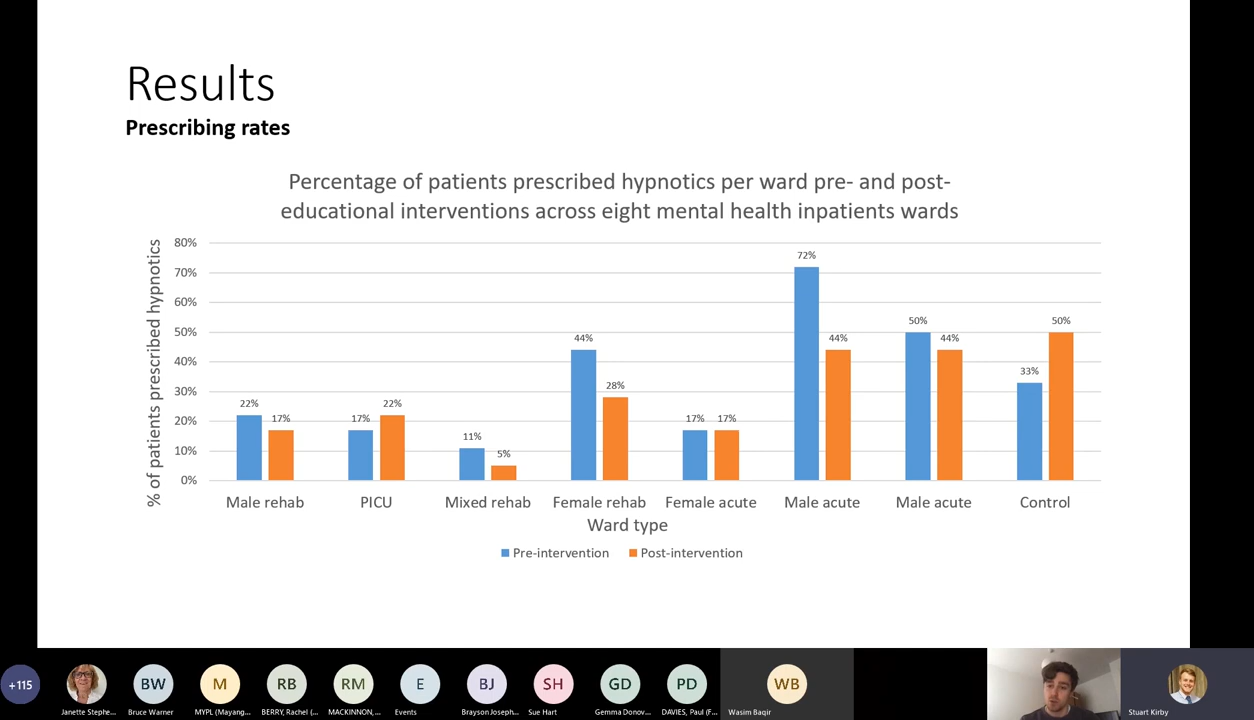 Results
Prescribing rates
Percentage of patients prescribed hypnotics per ward pre- and post-
educational interventions across eight mental health inpatients wards
% of patients prescribed hypnotics
80%
70%
60%
50%
40%
30%
20%
10%
0%
22% 17% 17% 22% 11% 5% 44% 28% 17% 17% 72% 44% 50% 44% 33% 50%
Male rehab PICU Mixed rehab Female rehab Female acute Male acute Male acute Control
Ward type
Pre-intervention Post-intervention
+115 BW M RB RM E BJ SH GD PD WB
Janette Stephe... Bruce Warner MYPL (Mayang... BERRY, Rachel (... MACKINNON,... Events Brayson Joseph... Sue Hart Gemma Donov... DAVIES, Paul (F... Wasim Baqir Stuart Kirby